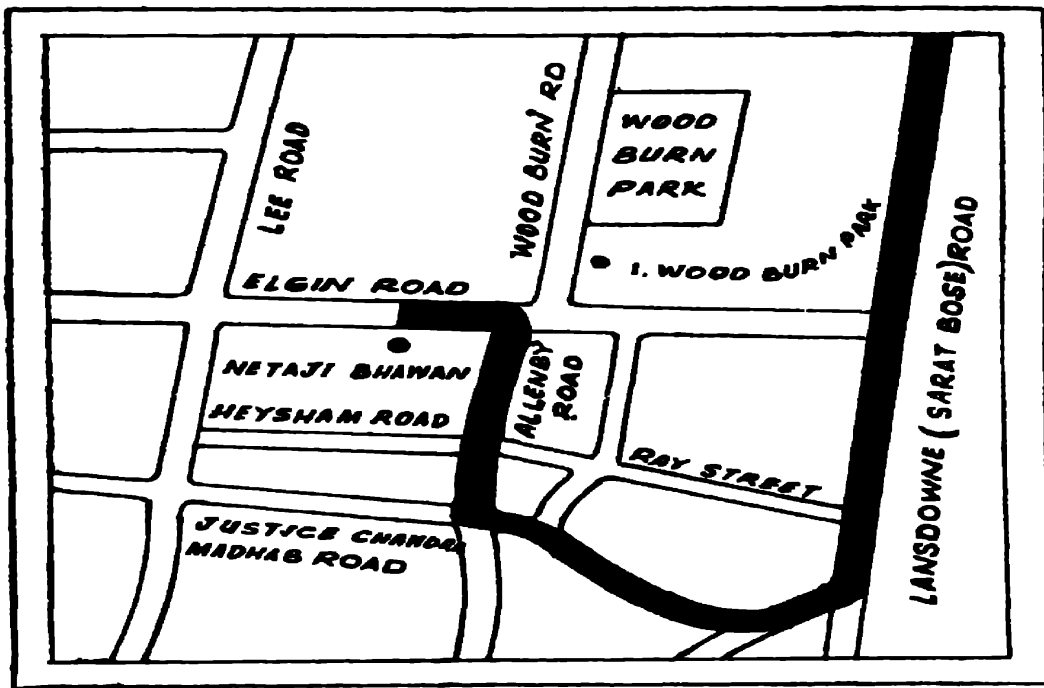 LEE ROAD
WOOD BURN RD
WOOD
BURN
PARK
1. WOOD BURN PARK
LANSDOWNE ( SARAT BOSE) ROAD
ELGIN ROAD
NETAJI BHAWAN
HEYSHAM ROAD
ALLENBY
ROAD
RAY STREET
JUSTICE CHANDRA
MADHAB ROAD